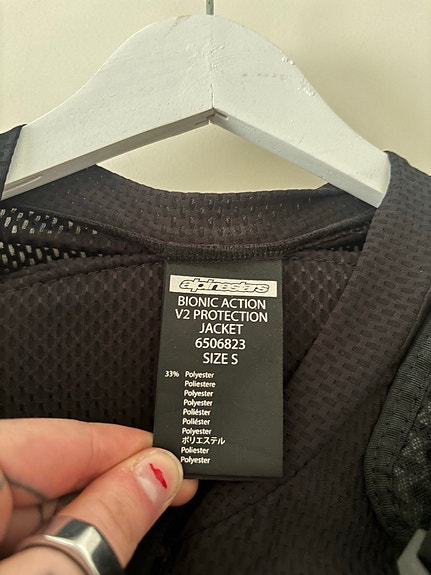 alpinestars
BIONIC ACTION
V2 PROTECTION
JACKET
6506823
SIZE S
33% Polyester
Poliestere
Polyester
Polyester
Poliéster
Poliéster
Polyester
ポリエステル
Poliester
Polyester